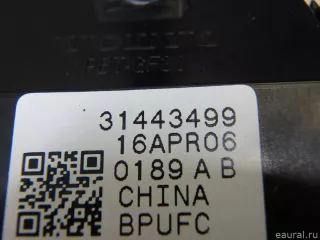 31443499
16APR06
0189 A B
CHINA
BPUFC
eaural.ru